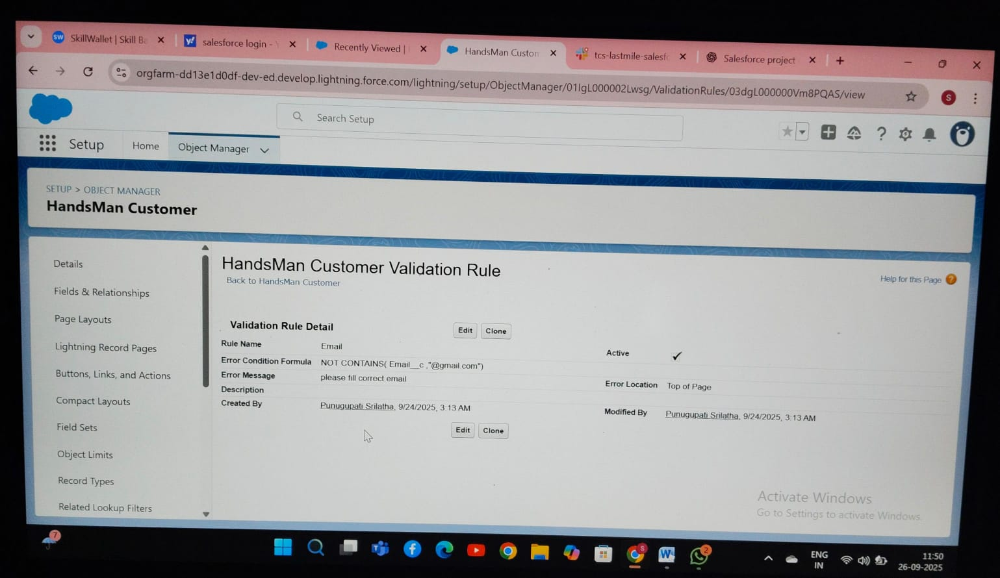 SW SkillWallet | Skill Ba
y! salesforce login - Y
Recently Viewed |
HandsMan Custom
tcs-lastmile-salesfo
Salesforce project
orgfarm-dd13e1d0df-dev-ed.develop.lightning.force.com/lightning/setup/ObjectManager/01IgL000002Lwsg/ValidationRules/03dgL000000Vm8PQAS/view
S
Search Setup
Setup
Home
Object Manager
SETUP > OBJECT MANAGER
HandsMan Customer
Details
Fields & Relationships
Page Layouts
Lightning Record Pages
Buttons, Links, and Actions
Compact Layouts
Field Sets
Object Limits
Record Types
Related Lookup Filters
HandsMan Customer Validation Rule
Back to HandsMan Customer
Help for this Page ?
Validation Rule Detail
Edit Clone
Rule Name Email
Active ✓
Error Condition Formula NOT CONTAINS( Email__c ,"@gmail.com")
Error Message please fill correct email
Error Location Top of Page
Description
Created By Punugupati Srilatha, 9/24/2025, 3:13 AM
Modified By Punugupati Srilatha, 9/24/2025, 3:13 AM
Edit Clone
Activate Windows
Go to Settings to activate Windows.
7
S
W
2
ENG
IN
11:50
26-09-2025